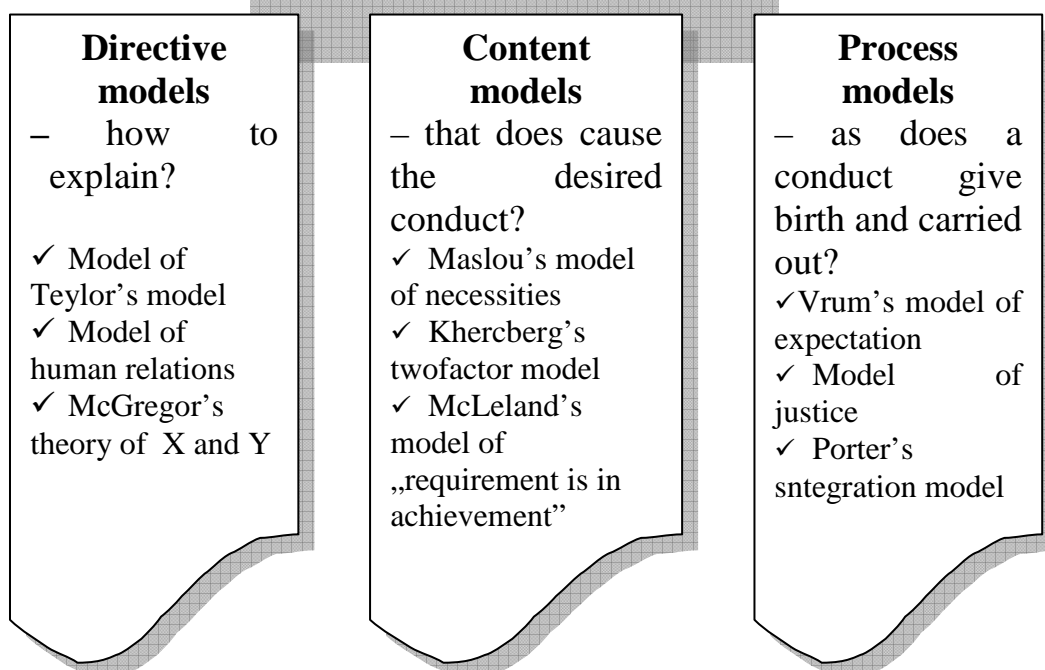 Directive
models
– how to
explain?
✓ Model of
Teylor’s model
✓ Model of
human relations
✓ McGregor’s
theory of X and Y
Content
models
– that does cause
the desired
conduct?
✓ Maslou’s model
of necessities
✓ Khercberg’s
twofactor model
✓ McLeland’s
model of
„requirement is in
achievement”
Process
models
– as does a
conduct give
birth and carried
out?
✓Vrum’s model of
expectation
✓ Model of
justice
✓ Porter’s
sntegration model